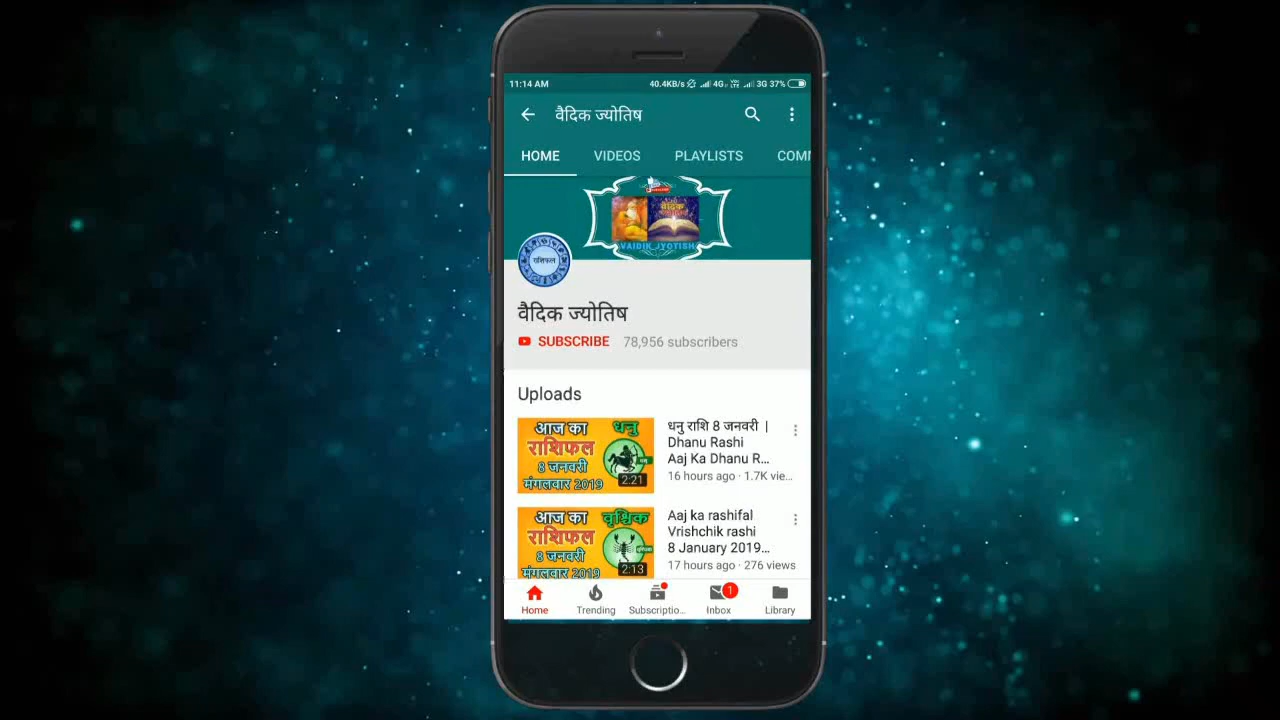 11:14 AM
40.4KB/s 4G VoLTE 3G 37%
वैदिक ज्योतिष
HOME VIDEOS PLAYLISTS COMM
वैदिक
VAIDIK JYOTISH
राशिफल
वैदिक ज्योतिष
SUBSCRIBE 78,956 subscribers
Uploads
आज का धनु
राशिफल
8 जनवरी
मंगलवार 2019
2:21
धनु राशि 8 जनवरी |
Dhanu Rashi
Aaj Ka Dhanu R...
16 hours ago · 1.7K vie...
आज का वृश्चिक
राशिफल
8 जनवरी
मंगलवार 2019
2:13
Aaj ka rashifal
Vrishchik rashi
8 January 2019...
17 hours ago · 276 views
1
Home Trending Subscriptio... Inbox Library